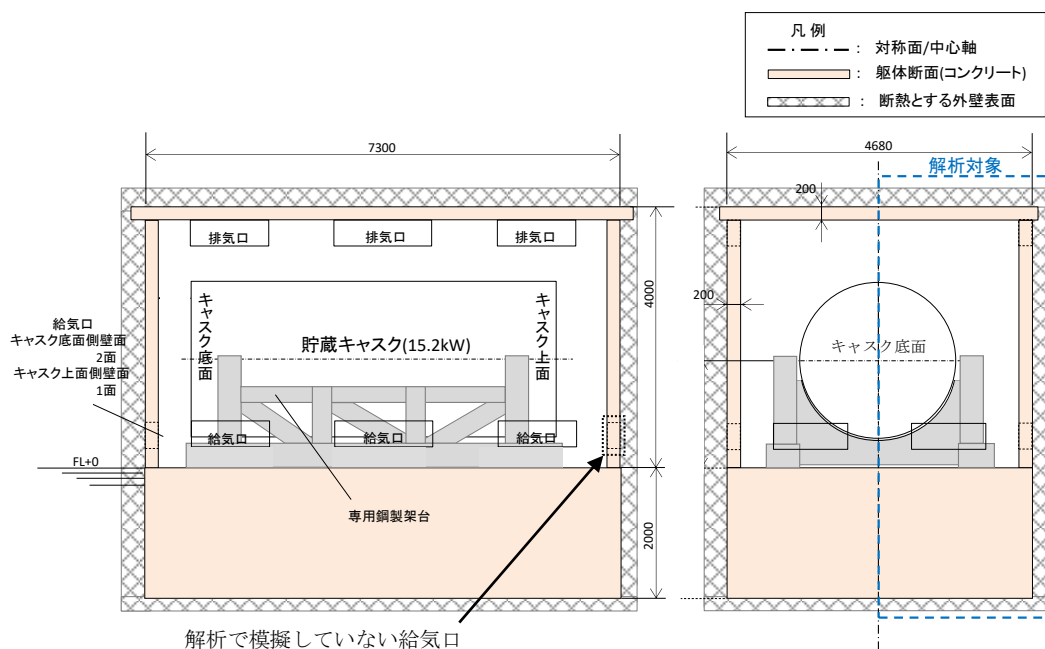 凡 例
対称面/中心軸
: 躯体断面(コンクリート)
: 断熱とする外壁表面
7300
4680
解析対象
200
排気口
排気口
排気口
4000
200
キャスク底面
キャスク上面
給気口
キャスク底面側壁面
2面
キャスク上面側壁面
1面
貯蔵キャスク(15.2kW)
キャスク底面
給気口
給気口
給気口
FL+0
専用鋼製架台
2000
解析で模擬していない給気口